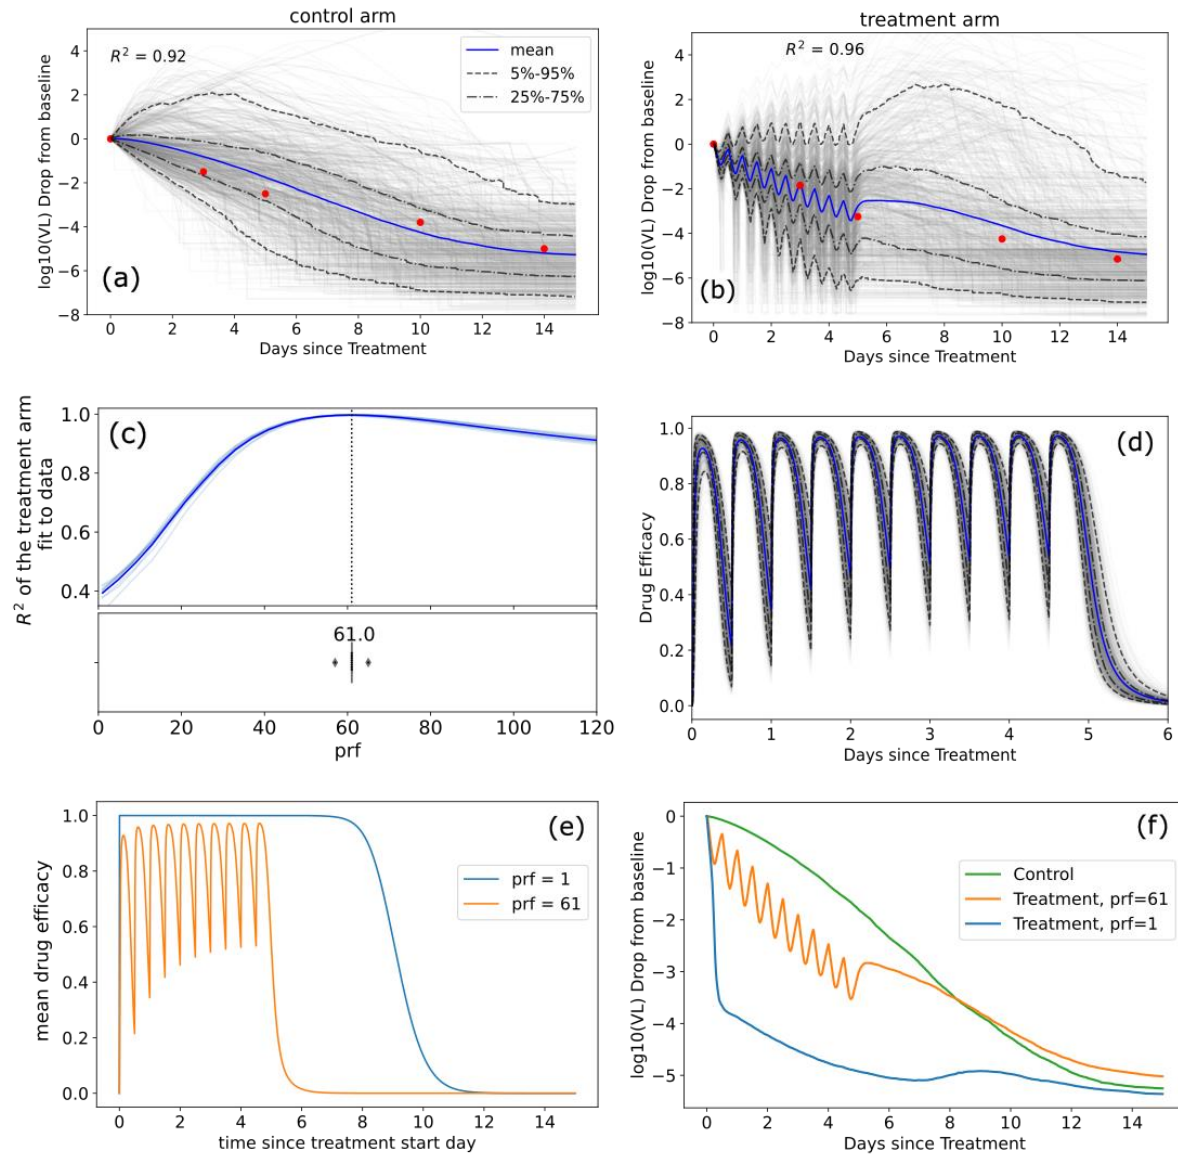 control arm
R² = 0.92
mean
5%-95%
25%-75%
log10(VL) Drop from baseline
4
2
0
−2
−4
−6
−8
(a)
0 2 4 6 8 10 12 14
Days since Treatment
treatment arm
R² = 0.96
log10(VL) Drop from baseline
4
2
0
−2
−4
−6
−8
(b)
0 2 4 6 8 10 12 14
Days since Treatment
(c)
R² of the treatment arm
fit to data
1.0
0.8
0.6
0.4
61.0
0 20 40 60 80 100 120
prf
(d)
Drug Efficacy
1.0
0.8
0.6
0.4
0.2
0.0
0 1 2 3 4 5 6
Days since Treatment
(e)
mean drug efficacy
1.0
0.8
0.6
0.4
0.2
0.0
prf = 1
prf = 61
0 2 4 6 8 10 12 14
time since treatment start day
(f)
log10(VL) Drop from baseline
0
−1
−2
−3
−4
−5
Control
Treatment, prf=61
Treatment, prf=1
0 2 4 6 8 10 12 14
Days since Treatment